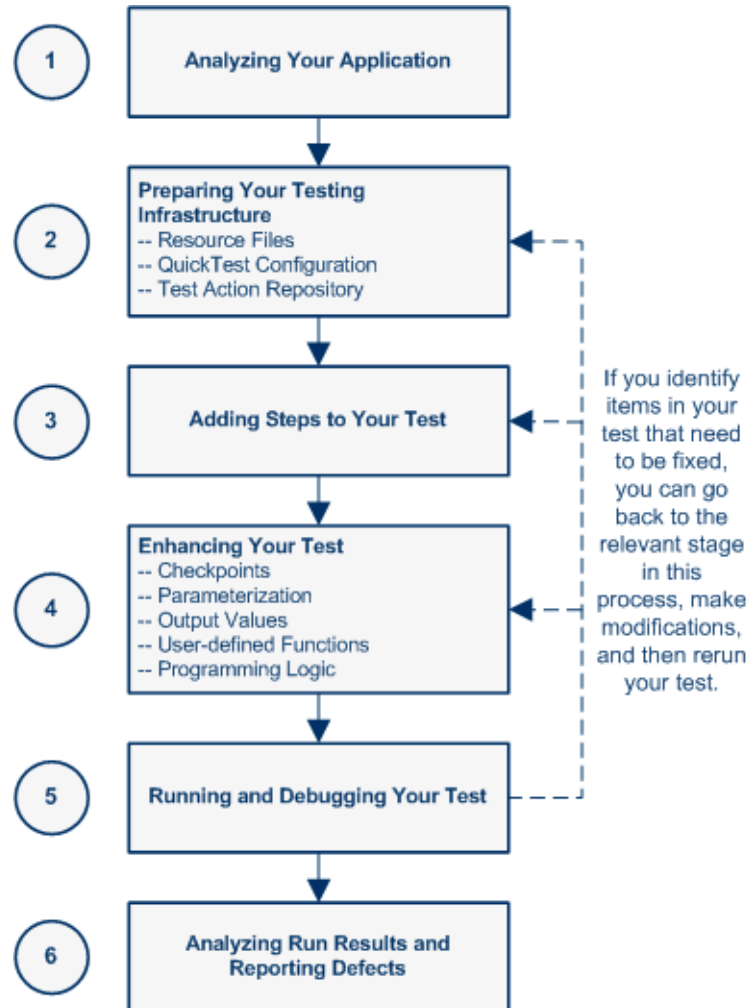 1
Analyzing Your Application
2
Preparing Your Testing
Infrastructure
-- Resource Files
-- QuickTest Configuration
-- Test Action Repository
3
Adding Steps to Your Test
4
Enhancing Your Test
-- Checkpoints
-- Parameterization
-- Output Values
-- User-defined Functions
-- Programming Logic
5
Running and Debugging Your Test
6
Analyzing Run Results and
Reporting Defects
If you identify
items in your
test that need
to be fixed,
you can go
back to the
relevant stage
in this
process, make
modifications,
and then rerun
your test.